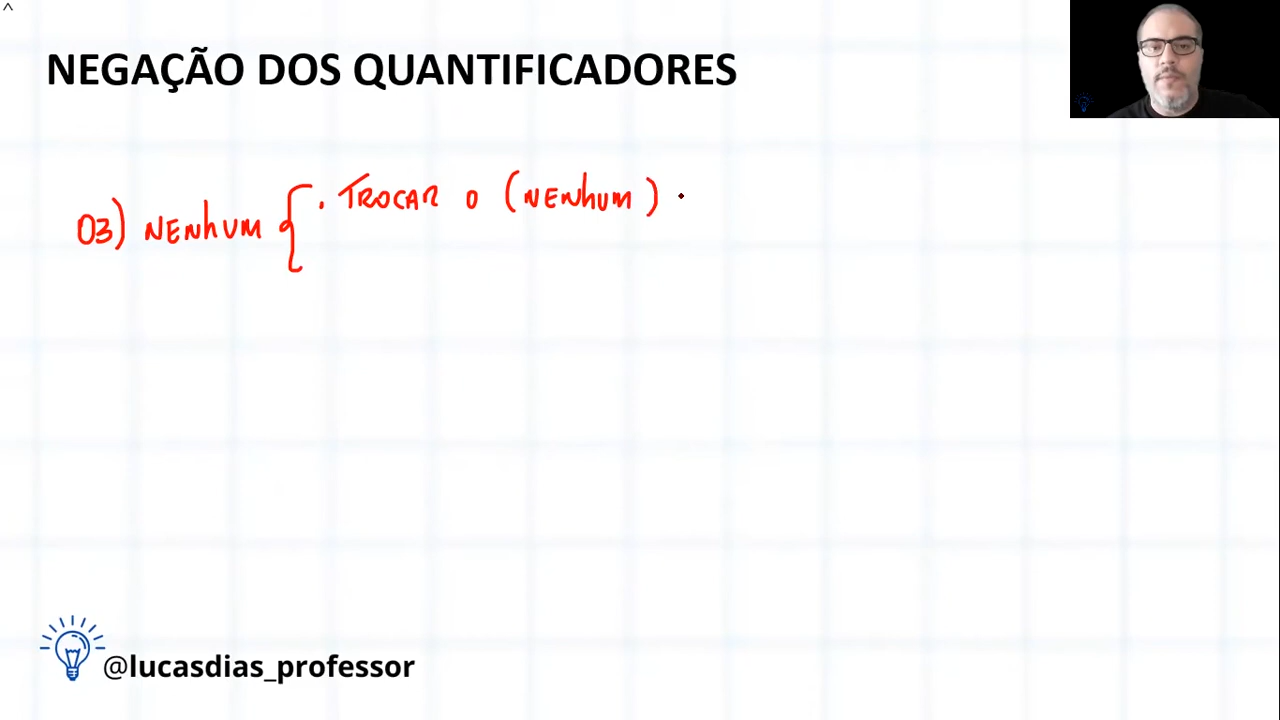 ^
NEGAÇÃO DOS QUANTIFICADORES
03) NENhUM { . TROCAR O (NENhUM)
@lucasdias_professor